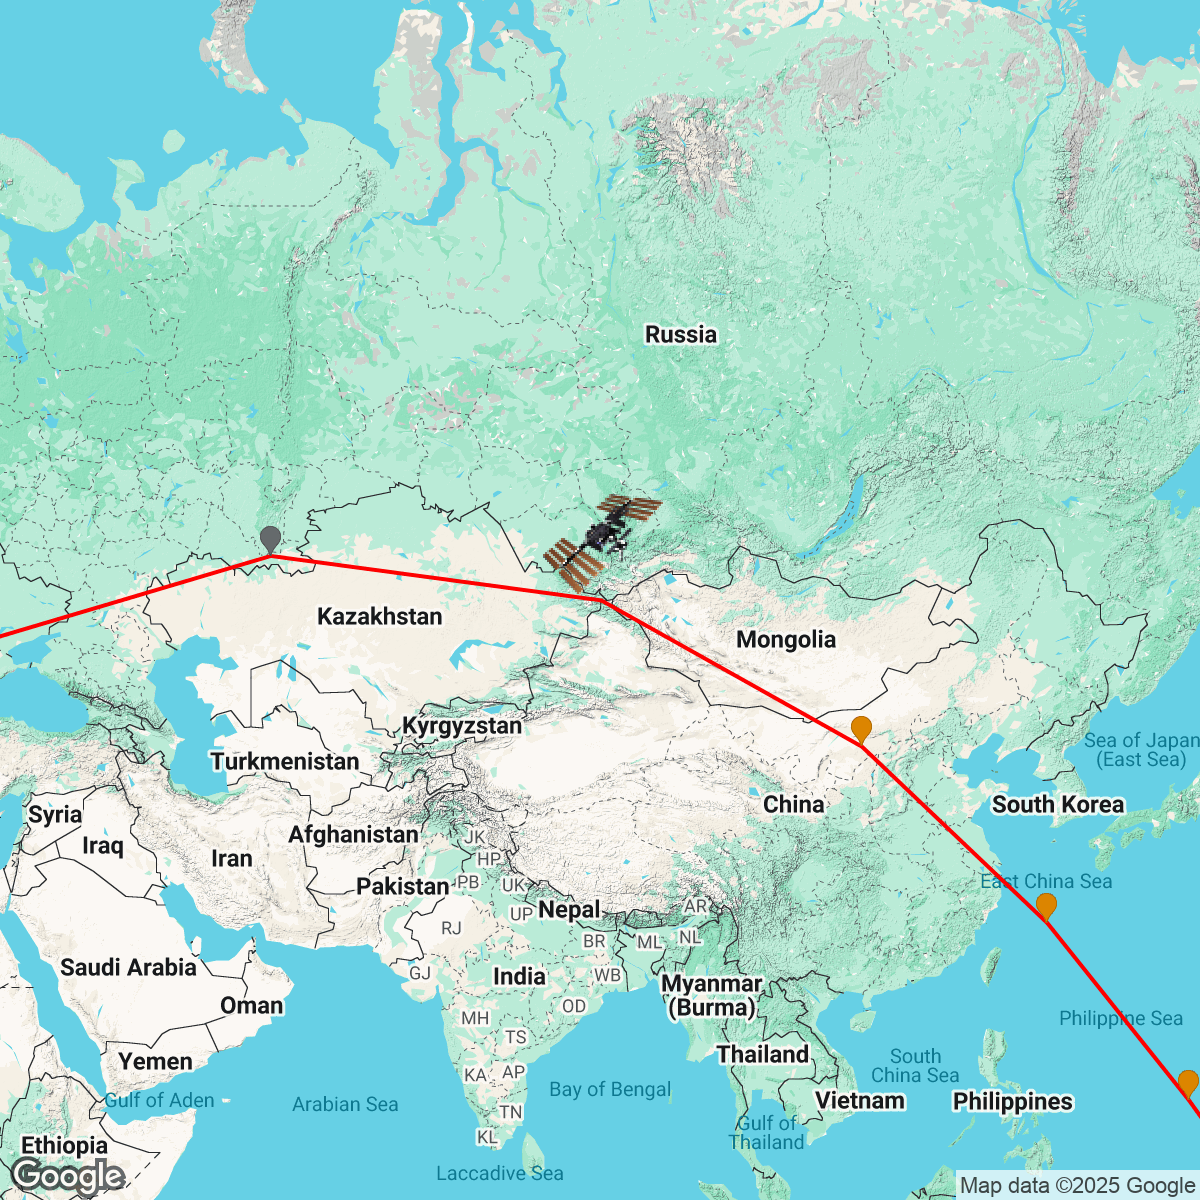 Russia
Kazakhstan
Mongolia
Kyrgyzstan
Sea of Japan
(East Sea)
Turkmenistan
China
South Korea
Syria
Afghanistan
JK
Iraq
Iran
HP
Pakistan
PB
UK
East China Sea
Nepal
UP
AR
RJ
BR
ML
NL
Saudi Arabia
GJ
India
WB
Myanmar
(Burma)
Oman
OD
MH
Philippine Sea
TS
Yemen
Thailand
South
China Sea
KA
AP
Bay of Bengal
Gulf of Aden
Arabian Sea
TN
Vietnam
Philippines
Gulf of
Thailand
KL
Ethiopia
Laccadive Sea
Google
Map data ©2025 Google